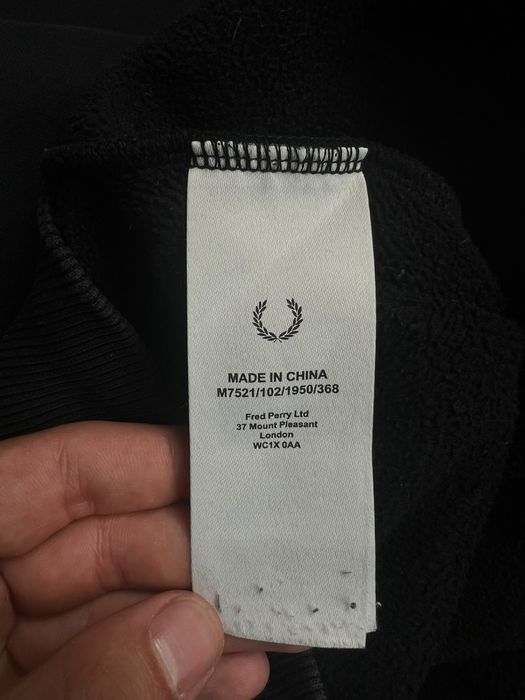 MADE IN CHINA
M7521/102/1950/368
Fred Perry Ltd
37 Mount Pleasant
London
WC1X 0AA